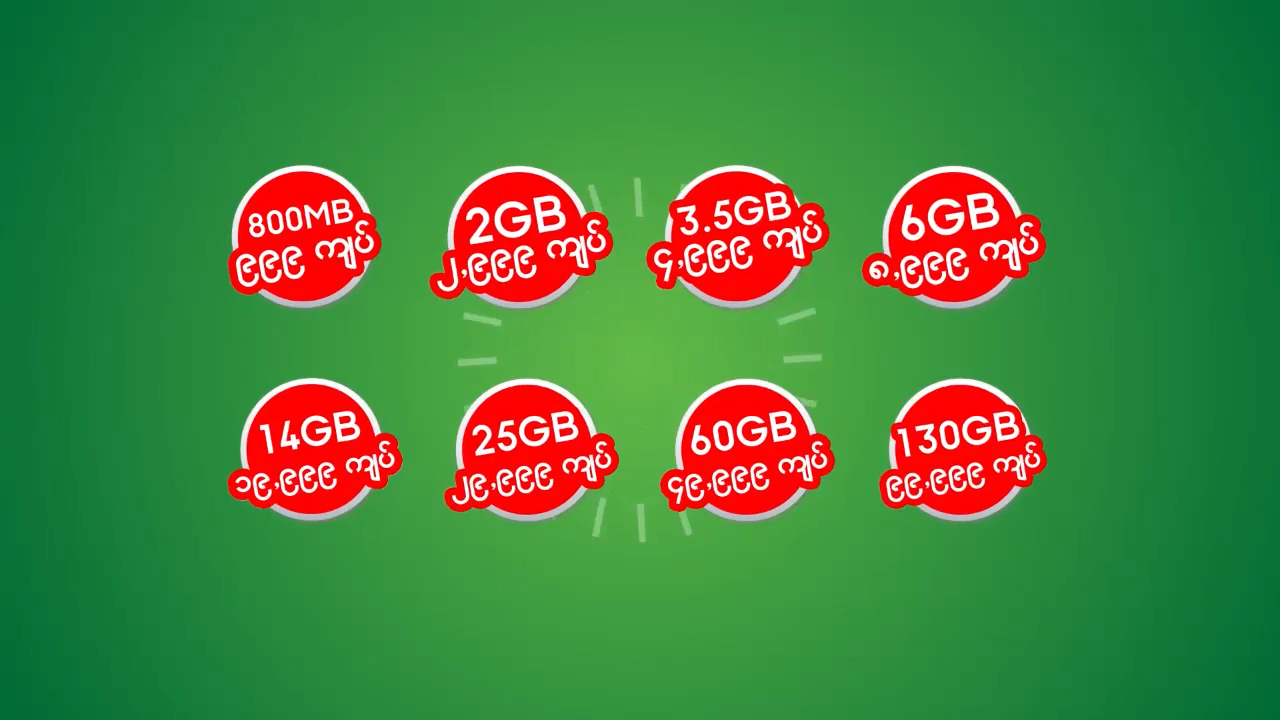 800MB
၉၉၉ ကျပ်
2GB
၂,၉၉၉ ကျပ်
3.5GB
၄,၉၉၉ ကျပ်
6GB
၈,၉၉၉ ကျပ်
14GB
၁၉,၉၉၉ ကျပ်
25GB
၂၉,၉၉၉ ကျပ်
60GB
၄၉,၉၉၉ ကျပ်
130GB
၉၉,၉၉၉ ကျပ်